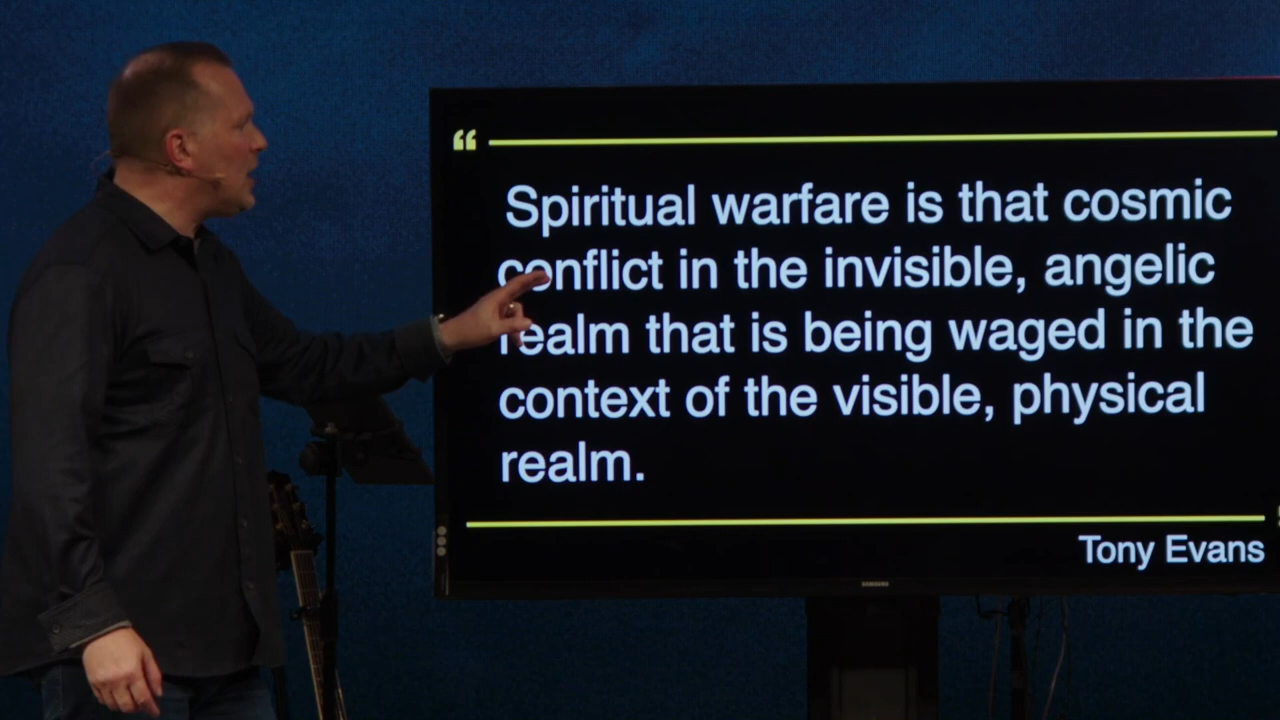 “
Spiritual warfare is that cosmic
conflict in the invisible, angelic
realm that is being waged in the
context of the visible, physical
realm.
Tony Evans
SAMSUNG